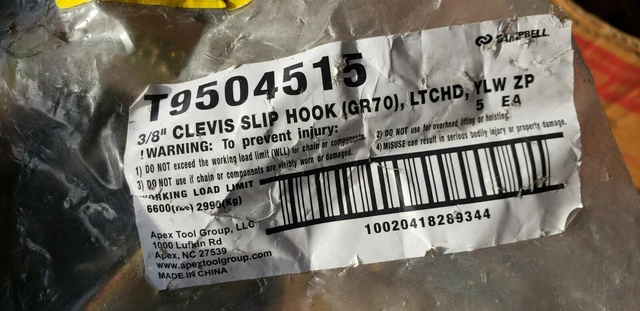 CAMPBELL
T9504515
3/8" CLEVIS SLIP HOOK (GR70), LTCHD, YLW ZP
5 EA
!WARNING: To prevent injury:
1) DO NOT exceed the working load limit (WLL) for chain or components.
2) DO NOT use for overhead lifting or hoisting.
3) DO NOT use if chain or components are visibly worn or damaged.
4) MISUSE can result in serious bodily injury or property damage.
WORKING LOAD LIMIT
6600(lbs) 2990(Kg)
10020418289344
Apex Tool Group, LLC
1000 Lufkin Rd
Apex, NC 27539
www.apextoolgroup.com
MADE IN CHINA